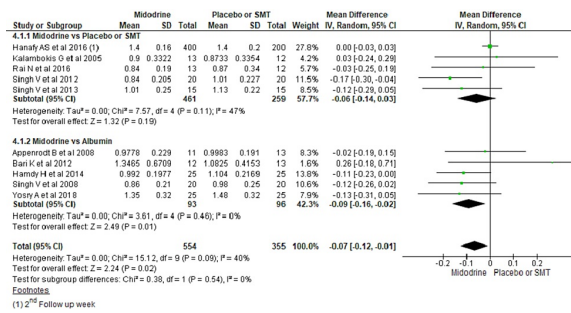 Midodrine Placebo or SMT Mean Difference Mean Difference
Study or Subgroup Mean SD Total Mean SD Total Weight IV, Random, 95% CI IV, Random, 95% CI
4.1.1 Midodrine vs Placebo or SMT
Hanafy AS et al 2016 (1) 1.4 0.16 400 1.4 0.2 200 27.8% 0.00 [-0.03, 0.03]
Kalambokis G et al 2005 0.9 0.3322 13 0.8733 0.3354 12 0.03 [-0.24, 0.29]
Rai N et al 2016 0.84 0.19 13 0.87 0.34 12 -0.03 [-0.25, 0.19]
Singh V et al 2012 0.84 0.205 20 1.01 0.227 20 -0.17 [-0.30, -0.04]
Singh V et al 2013 1.01 0.25 15 1.13 0.22 15 -0.12 [-0.29, 0.05]
Subtotal (95% CI) 461 259 57.7% -0.06 [-0.14, 0.03]
Heterogeneity: Tau² = 0.00; Chi² = 7.57, df = 4 (P = 0.11); I² = 47%
Test for overall effect: Z = 1.32 (P = 0.19)
4.1.2 Midodrine vs Albumin
Appenrodt B et al 2008 0.9778 0.229 11 0.9983 0.191 13 -0.02 [-0.19, 0.15]
Bari K et al 2012 1.3465 0.6709 12 1.0825 0.4153 13 0.26 [-0.18, 0.71]
Hamdy H et al 2014 0.992 0.1977 25 1.104 0.2169 25 -0.11 [-0.23, 0.00]
Singh V et al 2008 0.86 0.21 20 0.98 0.25 20 -0.12 [-0.26, 0.02]
Yosry A et al 2018 1.35 0.32 25 1.48 0.32 25 -0.13 [-0.31, 0.05]
Subtotal (95% CI) 93 96 42.3% -0.09 [-0.16, -0.02]
Heterogeneity: Tau² = 0.00; Chi² = 3.61, df = 4 (P = 0.46); I² = 0%
Test for overall effect: Z = 2.49 (P = 0.01)
Total (95% CI) 554 355 100.0% -0.07 [-0.12, -0.01]
Heterogeneity: Tau² = 0.00; Chi² = 15.12, df = 9 (P = 0.09); I² = 40%
Test for overall effect: Z = 2.24 (P = 0.02)
Test for subgroup differences: Chi² = 0.38, df = 1 (P = 0.54), I² = 0%
-0.2 -0.1 0 0.1 0.2
Midodrine Placebo or SMT
Footnotes
(1) 2nd Follow up week